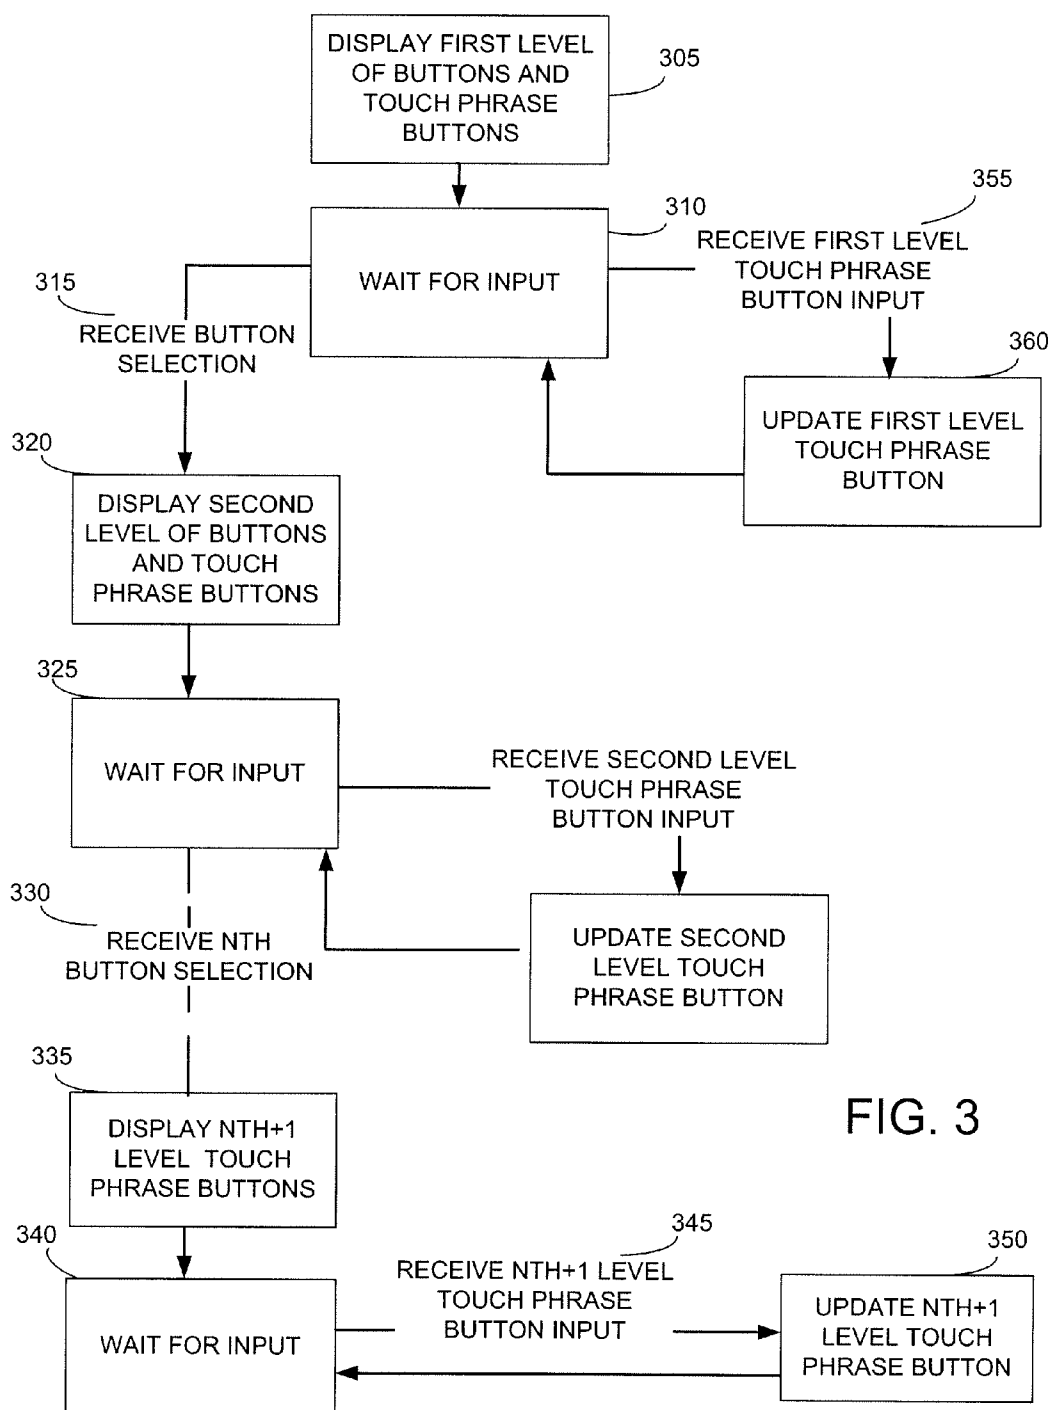 DISPLAY FIRST LEVEL
OF BUTTONS AND
TOUCH PHRASE
BUTTONS
305
310
WAIT FOR INPUT
355
RECEIVE FIRST LEVEL
TOUCH PHRASE
BUTTON INPUT
315
RECEIVE BUTTON
SELECTION
360
UPDATE FIRST LEVEL
TOUCH PHRASE
BUTTON
320
DISPLAY SECOND
LEVEL OF BUTTONS
AND TOUCH
PHRASE BUTTONS
325
WAIT FOR INPUT
RECEIVE SECOND LEVEL
TOUCH PHRASE
BUTTON INPUT
330
RECEIVE NTH
BUTTON SELECTION
UPDATE SECOND
LEVEL TOUCH
PHRASE BUTTON
335
DISPLAY NTH+1
LEVEL TOUCH
PHRASE BUTTONS
FIG. 3
340
WAIT FOR INPUT
345
RECEIVE NTH+1 LEVEL
TOUCH PHRASE
BUTTON INPUT
350
UPDATE NTH+1
LEVEL TOUCH
PHRASE BUTTON